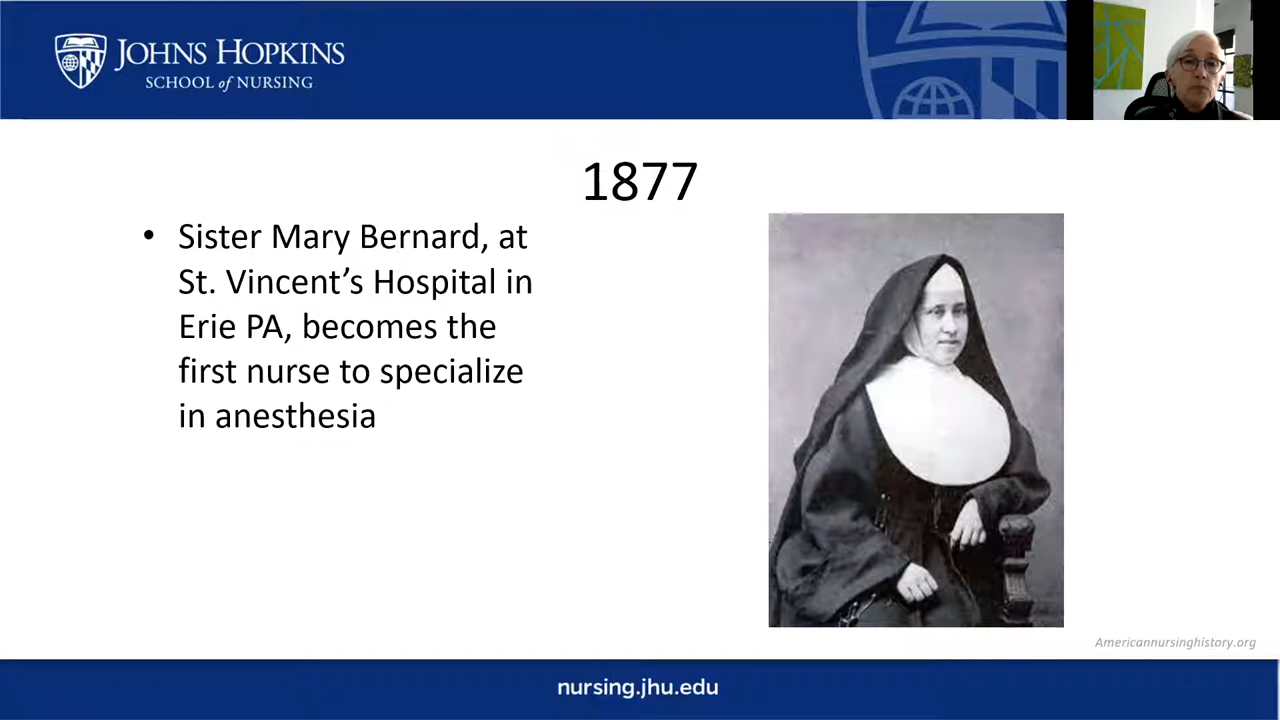 JOHNS HOPKINS
SCHOOL of NURSING
1877
• Sister Mary Bernard, at
St. Vincent’s Hospital in
Erie PA, becomes the
first nurse to specialize
in anesthesia
Americannursinghistory.org
nursing.jhu.edu